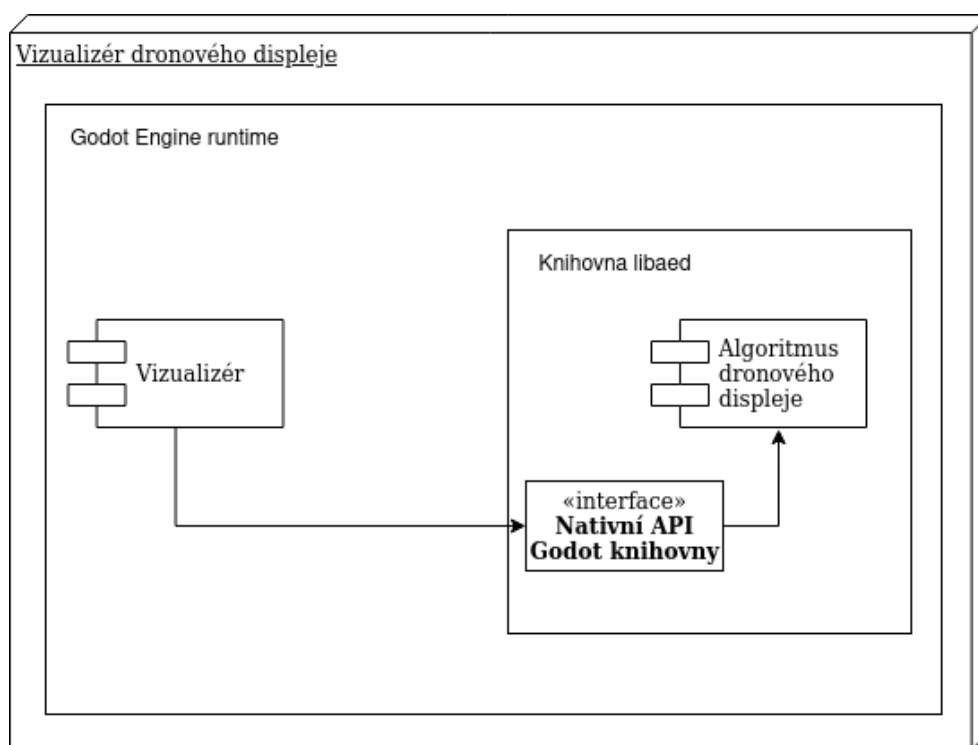 Vizualizér dronového displeje
Godot Engine runtime
Knihovna libaed
Vizualizér
Algoritmus
dronového
displeje
«interface»
Nativní API
Godot knihovny